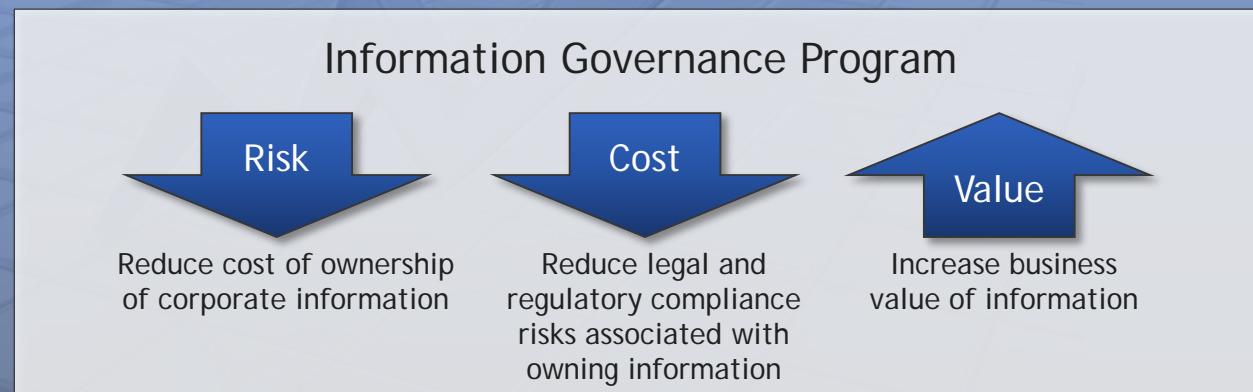 Information Governance Program
Risk
Reduce cost of ownership
of corporate information
Cost
Reduce legal and
regulatory compliance
risks associated with
owning information
Value
Increase business
value of information